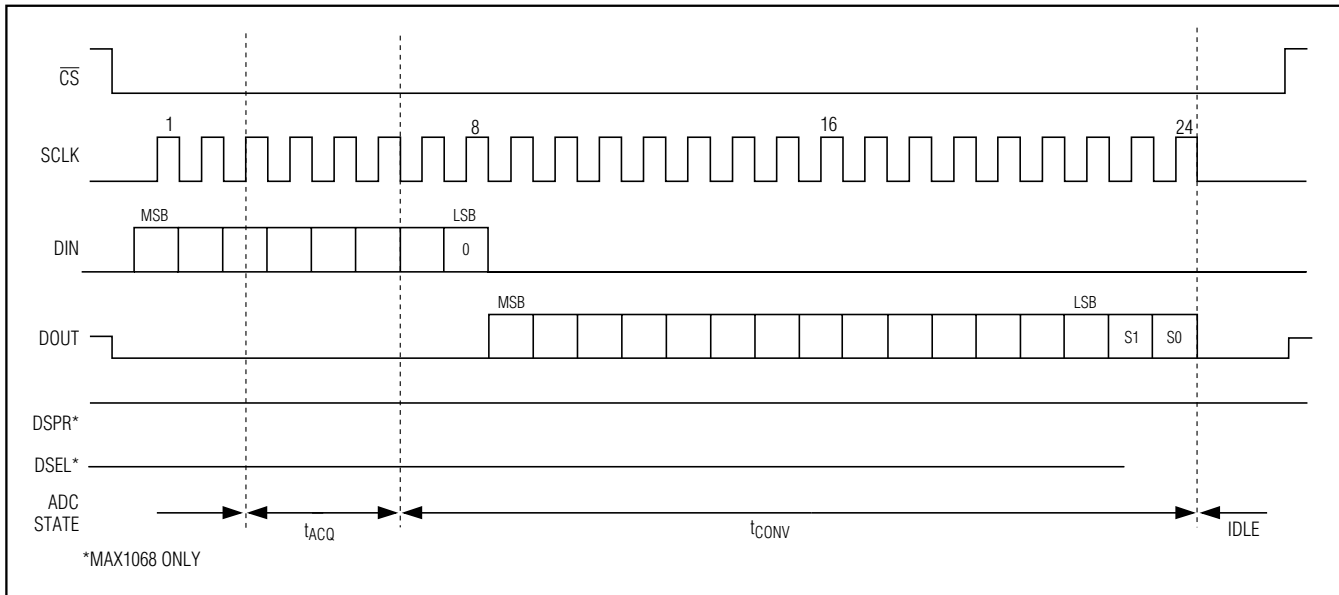 CS
1 8 16 24
SCLK
MSB LSB
DIN 0
MSB LSB
DOUT S1 S0
DSPR*
DSEL*
ADC
STATE
tACQ tCONV IDLE
*MAX1068 ONLY